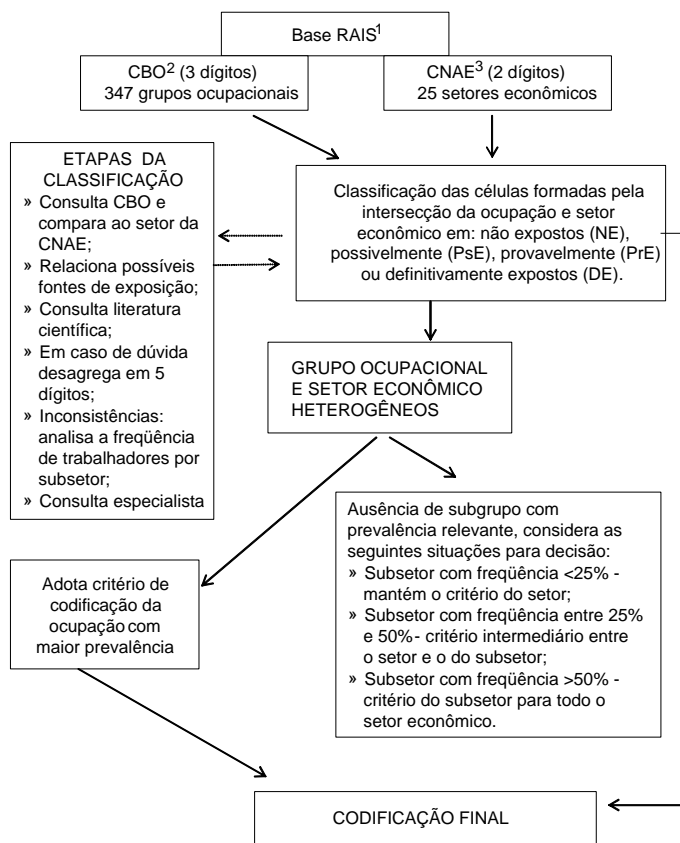 Base RAIS¹
CBO² (3 dígitos)
347 grupos ocupacionais
CNAE³ (2 dígitos)
25 setores econômicos
ETAPAS DA
CLASSIFICAÇÃO
» Consulta CBO e
compara ao setor da
CNAE;
» Relaciona possíveis
fontes de exposição;
» Consulta literatura
científica;
» Em caso de dúvida
desagrega em 5
dígitos;
» Inconsistências:
analisa a freqüência
de trabalhadores por
subsetor;
» Consulta especialista
Classificação das células formadas pela
intersecção da ocupação e setor
econômico em: não expostos (NE),
possivelmente (PsE), provavelmente (PrE)
ou definitivamente expostos (DE).
GRUPO OCUPACIONAL
E SETOR ECONÔMICO
HETEROGÊNEOS
Adota critério de
codificação da
ocupação com
maior prevalência
Ausência de subgrupo com
prevalência relevante, considera as
seguintes situações para decisão:
» Subsetor com freqüência <25% -
mantém o critério do setor;
» Subsetor com freqüência entre 25%
e 50%- critério intermediário entre
o setor e o do subsetor;
» Subsetor com freqüência >50% -
critério do subsetor para todo o
setor econômico.
CODIFICAÇÃO FINAL